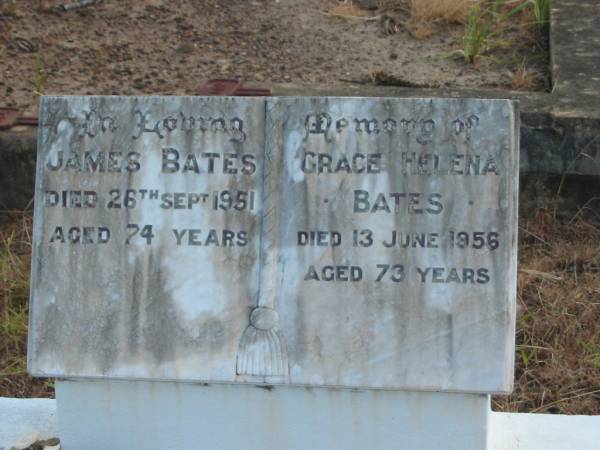 In Loving
JAMES BATES
DIED 26TH SEPT 1951
AGED 74 YEARS
Memory of
GRACE HELENA
BATES
DIED 13 JUNE 1956
AGED 73 YEARS